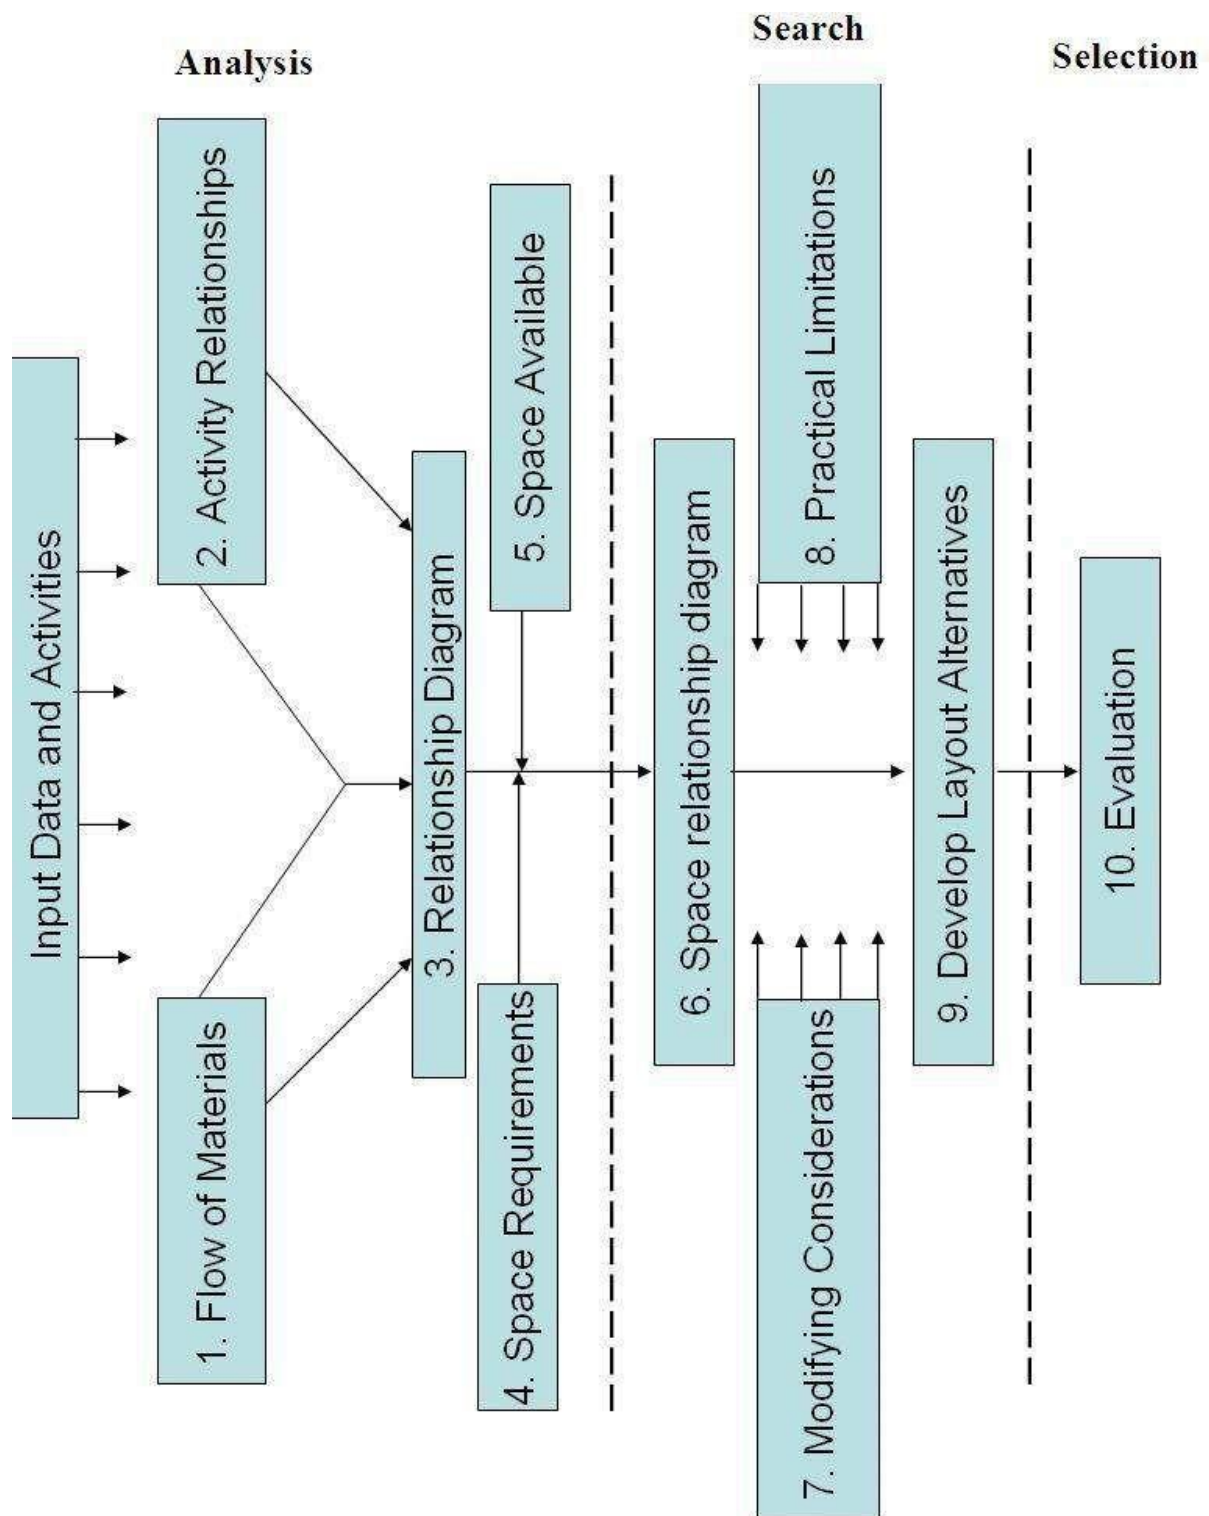 Analysis
Search
Selection
Input Data and Activities
1. Flow of Materials
2. Activity Relationships
3. Relationship Diagram
4. Space Requirements
5. Space Available
6. Space relationship diagram
7. Modifying Considerations
8. Practical Limitations
9. Develop Layout Alternatives
10. Evaluation